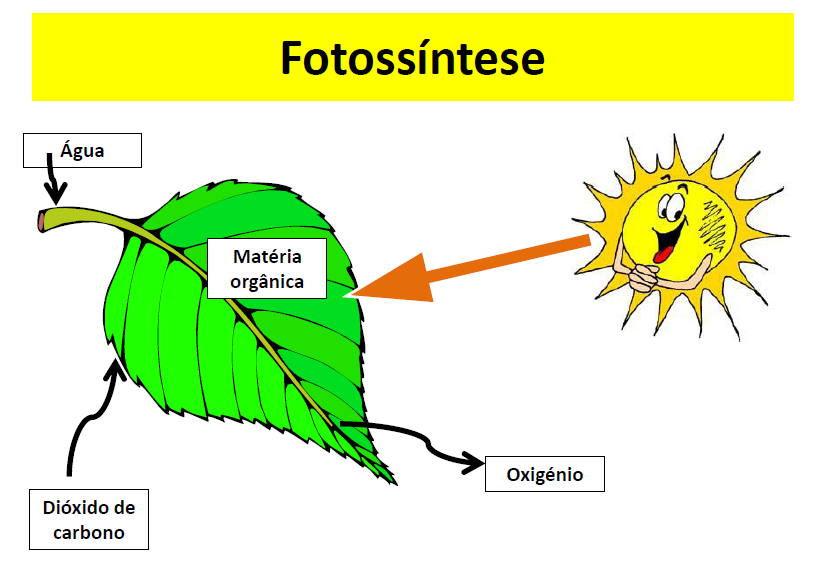 Fotossíntese
Água
Matéria
orgânica
Oxigénio
Dióxido de
carbono